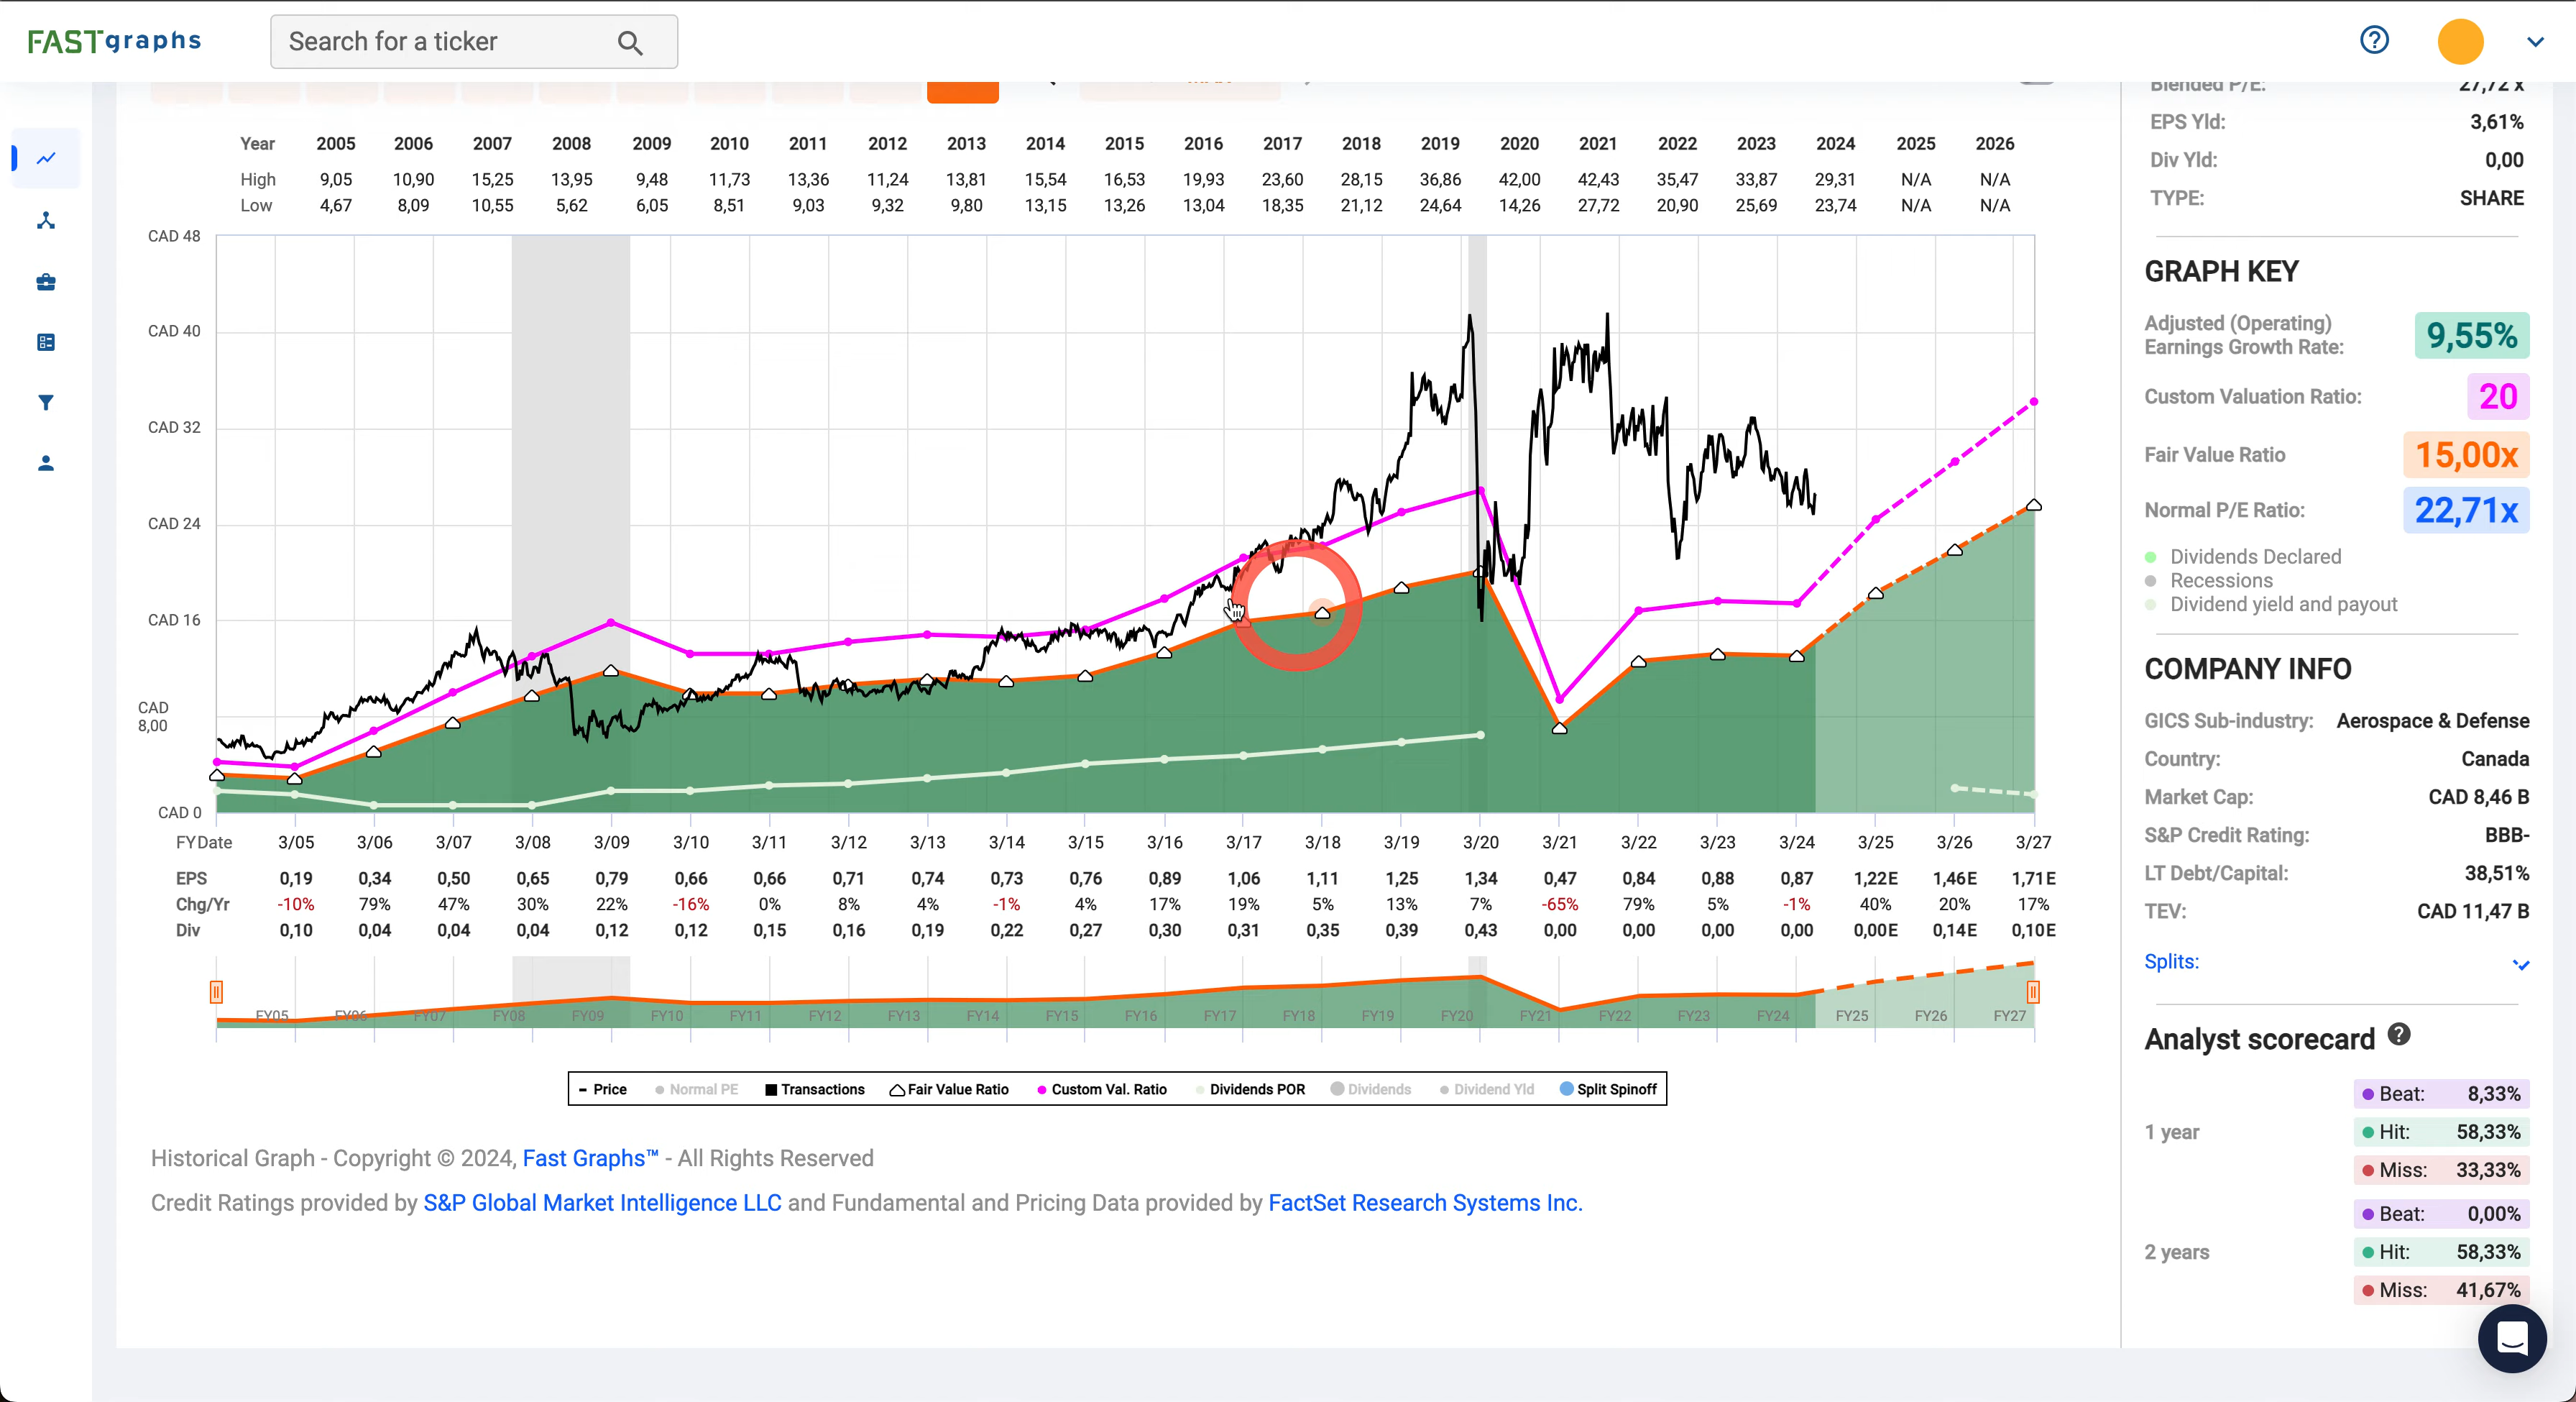 FASTgraphs
Search for a ticker
Blended P/E: 27,72 x
EPS Yld: 3,61%
Div Yld: 0,00
TYPE: SHARE
Year 2005 2006 2007 2008 2009 2010 2011 2012 2013 2014 2015 2016 2017 2018 2019 2020 2021 2022 2023 2024 2025 2026
High 9,05 10,90 15,25 13,95 9,48 11,73 13,36 11,24 13,81 15,54 16,53 19,93 23,60 28,15 36,86 42,00 42,43 35,47 33,87 29,31 N/A N/A
Low 4,67 8,09 10,55 5,62 6,05 8,51 9,03 9,32 9,80 13,15 13,26 13,04 18,35 21,12 24,64 14,26 27,72 20,90 25,69 23,74 N/A N/A
CAD 48
CAD 40
CAD 32
CAD 24
CAD 16
CAD
8,00
CAD 0
FYDate 3/05 3/06 3/07 3/08 3/09 3/10 3/11 3/12 3/13 3/14 3/15 3/16 3/17 3/18 3/19 3/20 3/21 3/22 3/23 3/24 3/25 3/26 3/27
EPS 0,19 0,34 0,50 0,65 0,79 0,66 0,66 0,71 0,74 0,73 0,76 0,89 1,06 1,11 1,25 1,34 0,47 0,84 0,88 0,87 1,22E 1,46E 1,71E
Chg/Yr -10% 79% 47% 30% 22% -16% 0% 8% 4% -1% 4% 17% 19% 5% 13% 7% -65% 79% 5% -1% 40% 20% 17%
Div 0,10 0,04 0,04 0,04 0,12 0,12 0,15 0,16 0,19 0,22 0,27 0,30 0,31 0,35 0,39 0,43 0,00 0,00 0,00 0,00 0,00E 0,14E 0,10E
FY05 FY06 FY07 FY08 FY09 FY10 FY11 FY12 FY13 FY14 FY15 FY16 FY17 FY18 FY19 FY20 FY21 FY22 FY23 FY24 FY25 FY26 FY27
Price Normal PE Transactions Fair Value Ratio Custom Val. Ratio Dividends POR Dividends Dividend Yld Split Spinoff
Historical Graph - Copyright © 2024, Fast Graphs™ - All Rights Reserved
Credit Ratings provided by S&P Global Market Intelligence LLC and Fundamental and Pricing Data provided by FactSet Research Systems Inc.
GRAPH KEY
Adjusted (Operating)
Earnings Growth Rate: 9,55%
Custom Valuation Ratio: 20
Fair Value Ratio 15,00x
Normal P/E Ratio: 22,71x
Dividends Declared
Recessions
Dividend yield and payout
COMPANY INFO
GICS Sub-industry: Aerospace & Defense
Country: Canada
Market Cap: CAD 8,46 B
S&P Credit Rating: BBB-
LT Debt/Capital: 38,51%
TEV: CAD 11,47 B
Splits:
Analyst scorecard ?
1 year
Beat: 8,33%
Hit: 58,33%
Miss: 33,33%
2 years
Beat: 0,00%
Hit: 58,33%
Miss: 41,67%